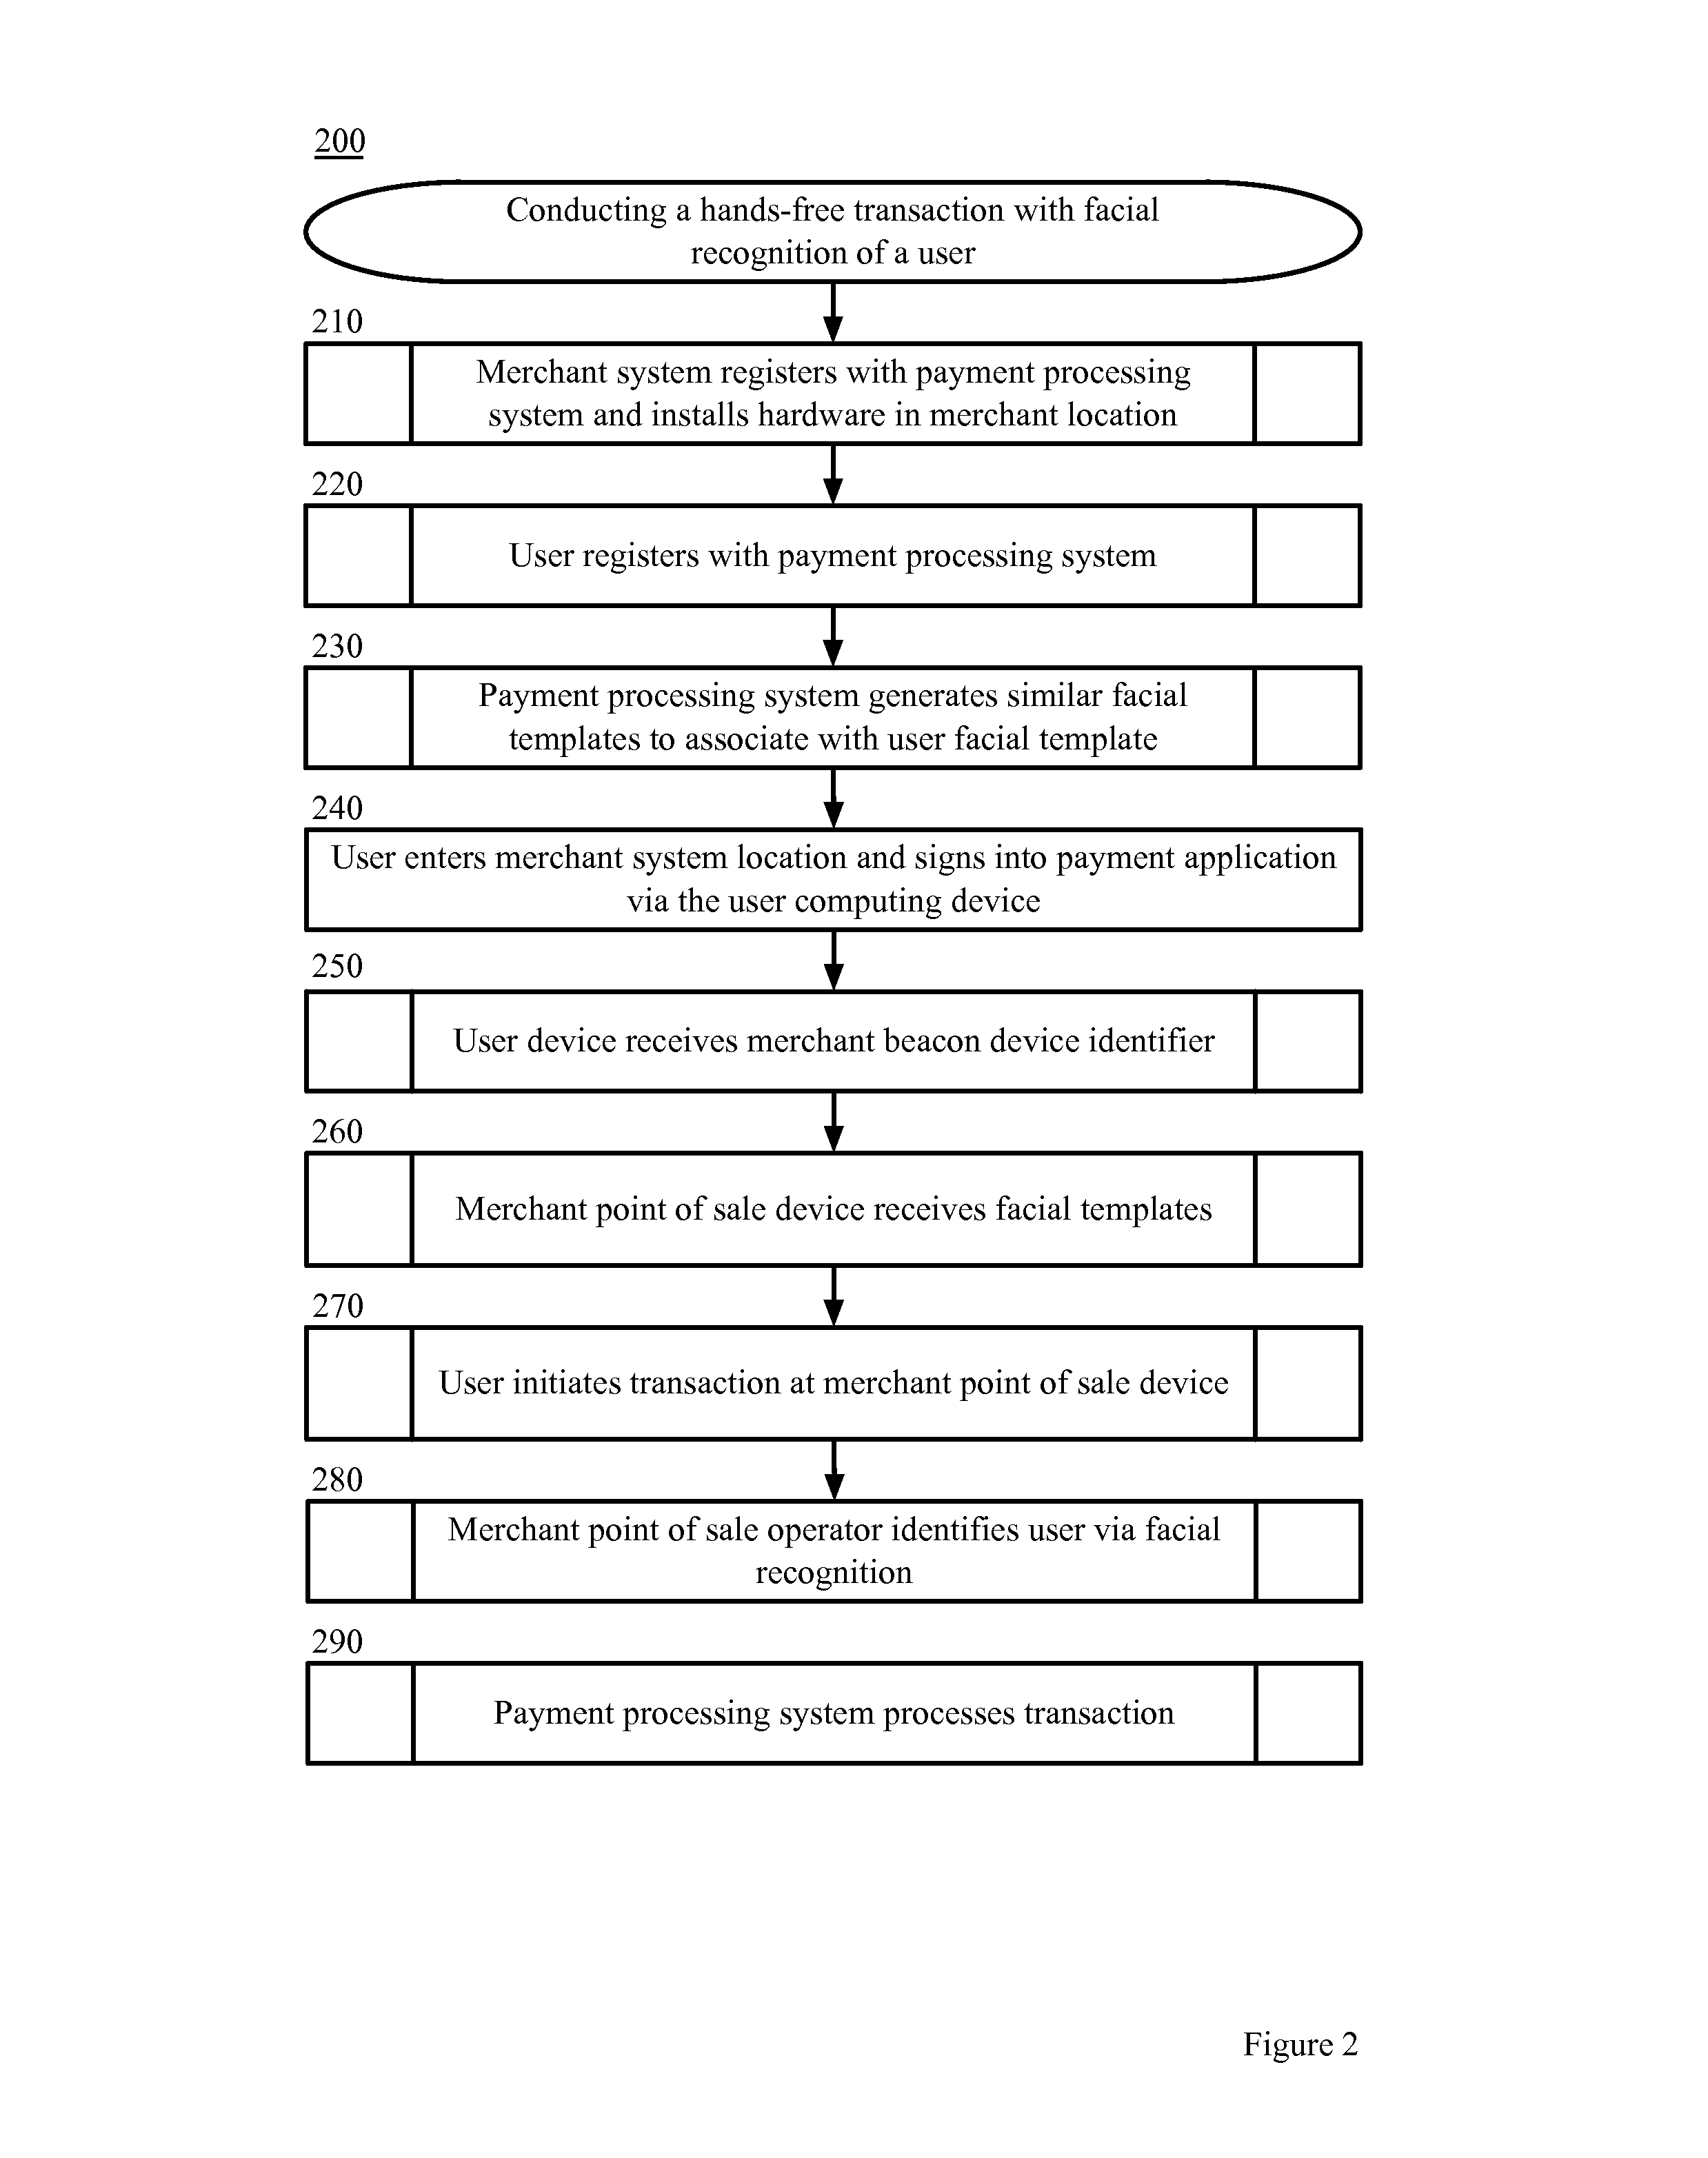 200
Conducting a hands-free transaction with facial
recognition of a user
210
Merchant system registers with payment processing
system and installs hardware in merchant location
220
User registers with payment processing system
230
Payment processing system generates similar facial
templates to associate with user facial template
240
User enters merchant system location and signs into payment application
via the user computing device
250
User device receives merchant beacon device identifier
260
Merchant point of sale device receives facial templates
270
User initiates transaction at merchant point of sale device
280
Merchant point of sale operator identifies user via facial
recognition
290
Payment processing system processes transaction
Figure 2